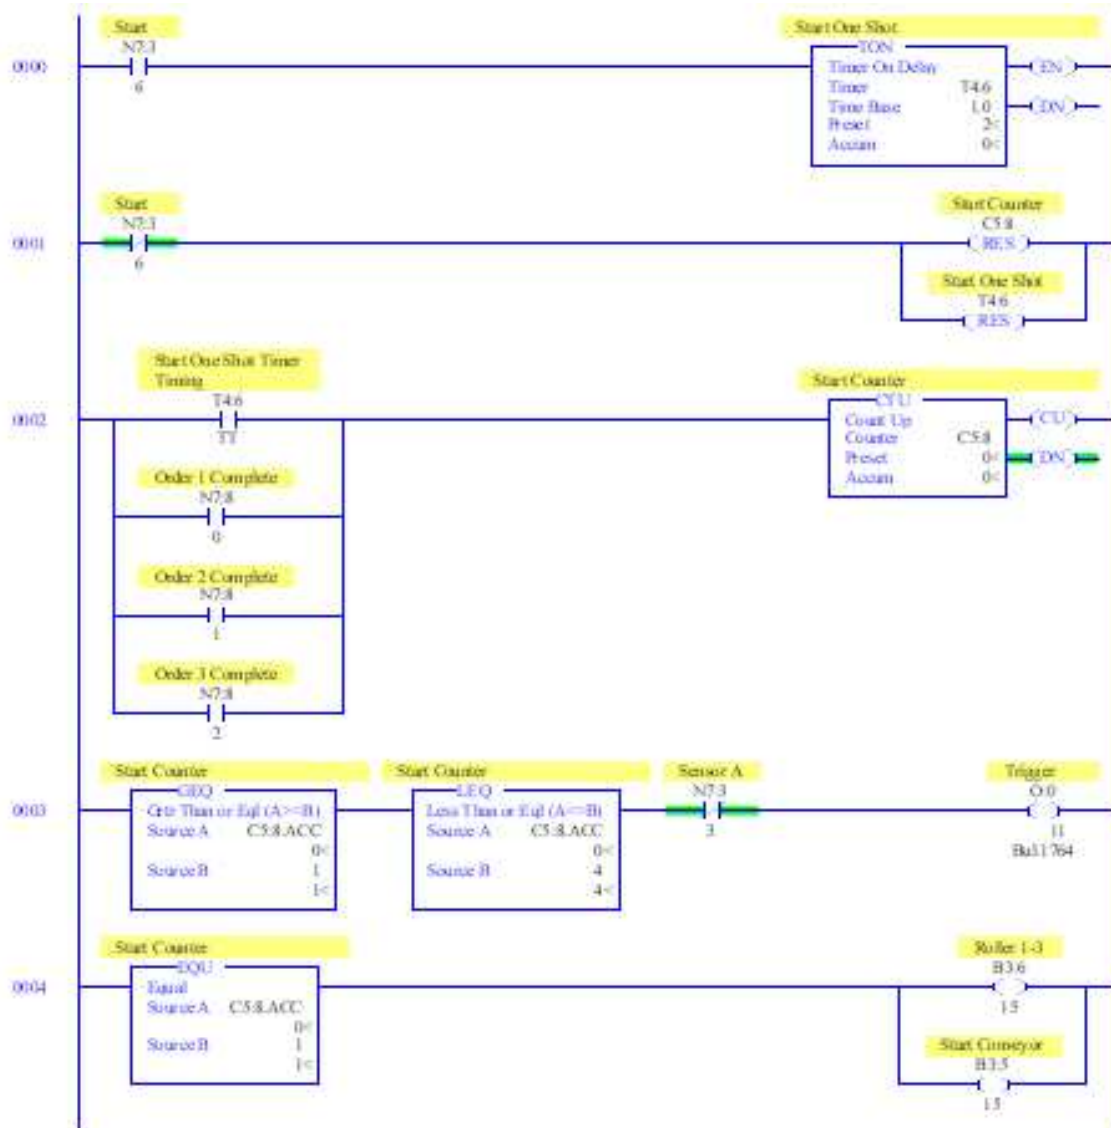 Start
N7:3
0000
6
Start One Shot
TON
Timer On Delay
Timer T4:6
Time Base 1.0
Preset 2<
Accum 0<
EN
DN
Start
N7:3
0001
6
Start Counter
C5:8
RES
Start One Shot
T4:6
RES
Start One Shot Timer
Timing
T4:6
0002
TT
Order 1 Complete
N7:8
0
Order 2 Complete
N7:8
1
Order 3 Complete
N7:8
2
Start Counter
CTU
Count Up
Counter C5:8
Preset 0<
Accum 0<
CU
DN
Start Counter
GEQ
0003
Grtr Than or Eql (A>=B)
Source A C5:8.ACC
0<
Source B 1
1<
Start Counter
LEQ
Less Than or Eql (A<=B)
Source A C5:8.ACC
0<
Source B 4
4<
Sensor A
N7:3
3
Trigger
O:0
11
Bul.1764
Start Counter
EQU
0004
Equal
Source A C5:8.ACC
0<
Source B 1
1<
Roller 1-3
B3:6
15
Start Conveyor
B3:5
15